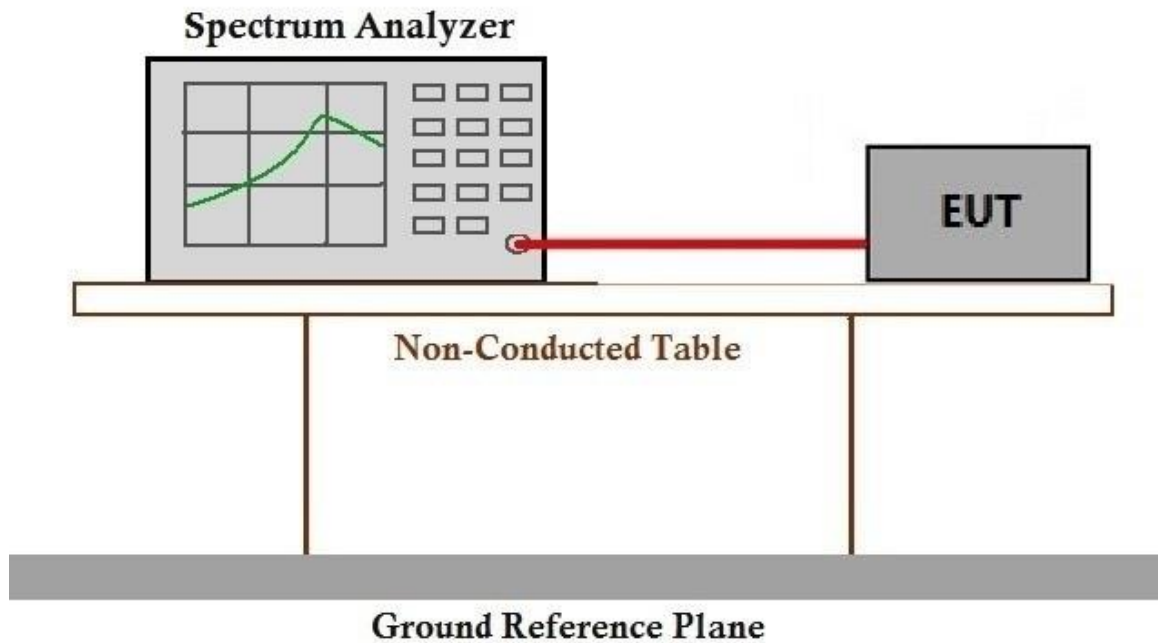 Spectrum Analyzer
EUT
Non-Conducted Table
Ground Reference Plane